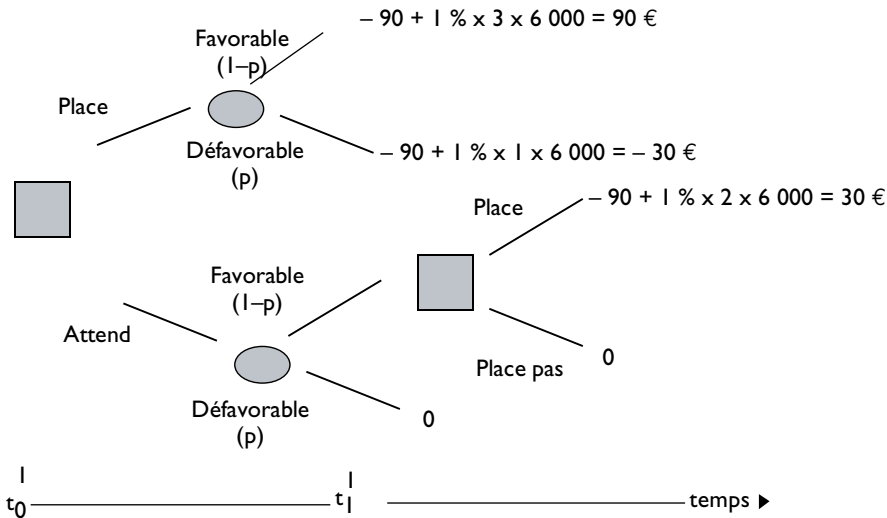 – 90 + 1 % x 3 x 6 000 = 90 €
Favorable
(1–p)
Place
Défavorable
(p)
– 90 + 1 % x 1 x 6 000 = – 30 €
Place
– 90 + 1 % x 2 x 6 000 = 30 €
Favorable
(1–p)
Attend
Place pas
0
Défavorable
(p)
0
t0
t1
temps